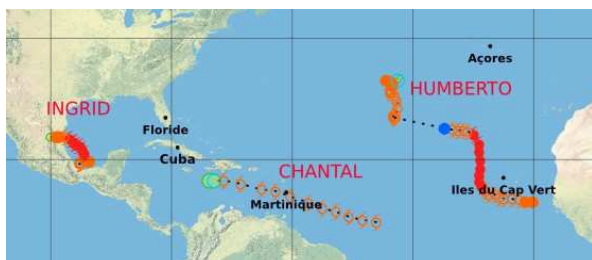 Açores
HUMBERTO
INGRID
Floride
Cuba
CHANTAL
Iles du Cap Vert
Martinique